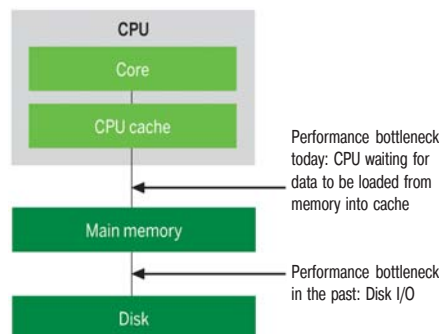 CPU
Core
CPU cache
Performance bottleneck
today: CPU waiting for
data to be loaded from
memory into cache
Main memory
Performance bottleneck
in the past: Disk I/O
Disk